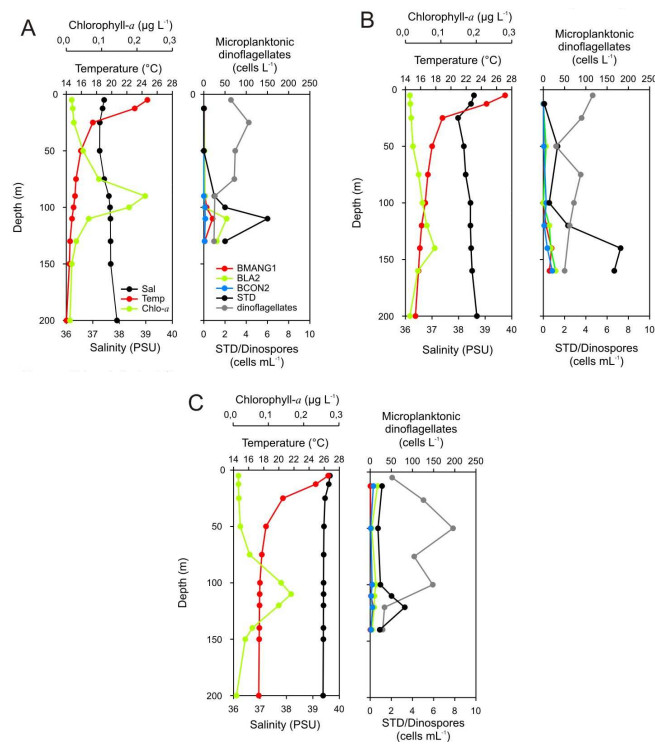 A
Chlorophyll-a (µg L⁻¹)
0,0 0,1 0,2 0,3
Temperature (°C)
14 16 18 20 22 24 26 28
Microplanktonic
dinoflagellates
(cells L⁻¹)
0 50 100 150 200 250
Depth (m)
0
50
100
150
200
Sal
Temp
Chlo-a
36 37 38 39 40
Salinity (PSU)
BMANG1
BLA2
BCON2
STD
dinoflagellates
0 2 4 6 8 10
STD/Dinospores
(cells mL⁻¹)
B
Chlorophyll-a (µg L⁻¹)
0,0 0,1 0,2 0,3
Temperature (°C)
14 16 18 20 22 24 26 28
Microplanktonic
dinoflagellates
(cells L⁻¹)
0 50 100 150 200 250
Depth (m)
0
50
100
150
200
36 37 38 39 40
Salinity (PSU)
0 2 4 6 8 10
STD/Dinospores
(cells mL⁻¹)
C
Chlorophyll-a (µg L⁻¹)
0,0 0,1 0,2 0,3
Temperature (°C)
14 16 18 20 22 24 26 28
Microplanktonic
dinoflagellates
(cells L⁻¹)
0 50 100 150 200 250
Depth (m)
0
50
100
150
200
36 37 38 39 40
Salinity (PSU)
0 2 4 6 8 10
STD/Dinospores
(cells mL⁻¹)